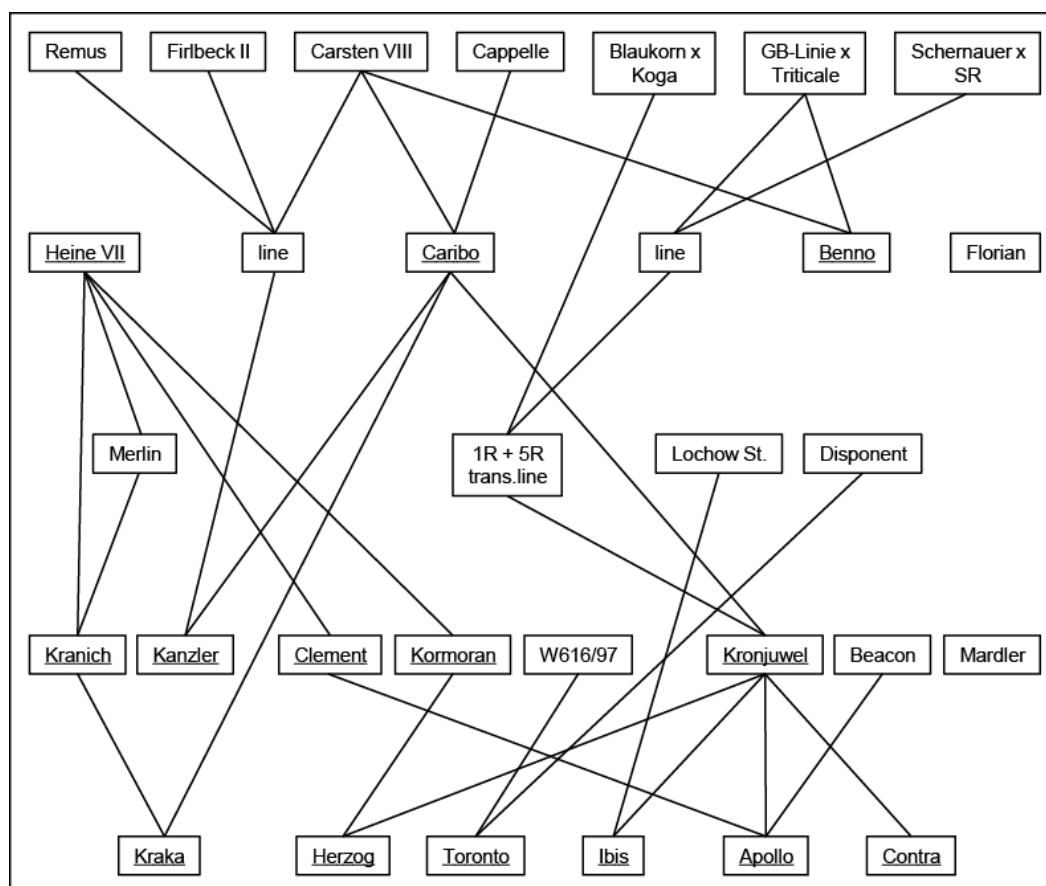 Remus
Firlbeck II
Carsten VIII
Cappelle
Blaukorn x
Koga
GB-Linie x
Triticale
Schernauer x
SR
Heine VII
line
Caribo
line
Benno
Florian
Merlin
1R + 5R
trans.line
Lochow St.
Disponent
Kranich
Kanzler
Clement
Kormoran
W616/97
Kronjuwel
Beacon
Mardler
Kraka
Herzog
Toronto
Ibis
Apollo
Contra